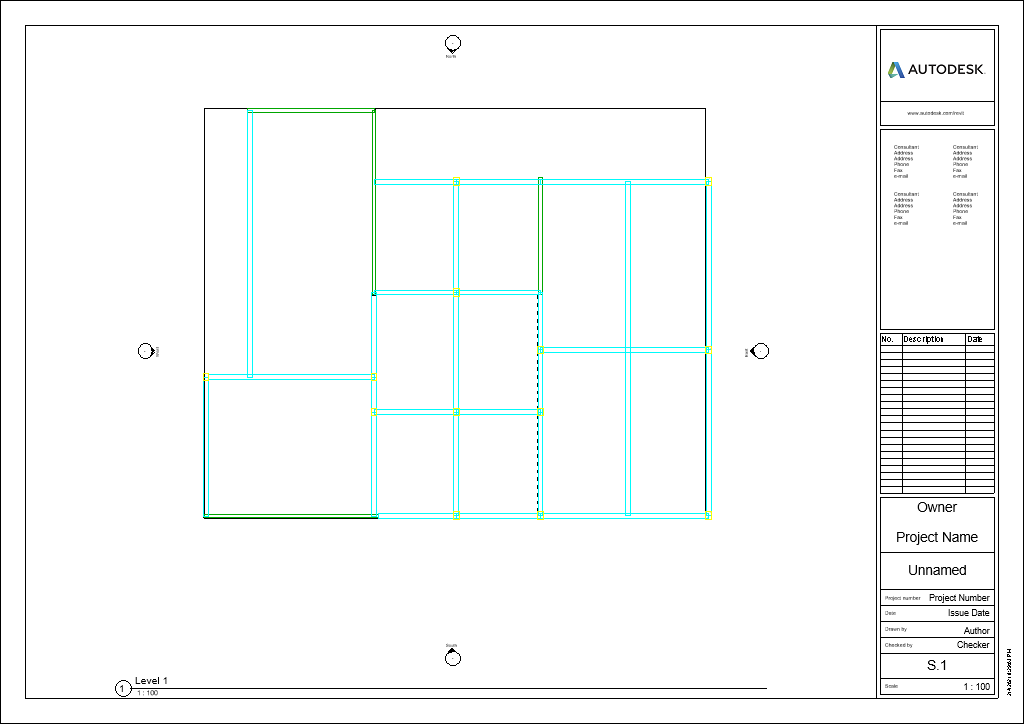 North
AUTODESK.
www.autodesk.com/revit
Consultant
Address
Address
Phone
Fax
e-mail
Consultant
Address
Address
Phone
Fax
e-mail
Consultant
Address
Address
Phone
Fax
e-mail
Consultant
Address
Address
Phone
Fax
e-mail
No. Description Date
West
East
South
Owner
Project Name
Unnamed
Project number Project Number
Date Issue Date
Drawn by Author
Checked by Checker
S.1
Scale 1 : 100
1 Level 1
1 : 100